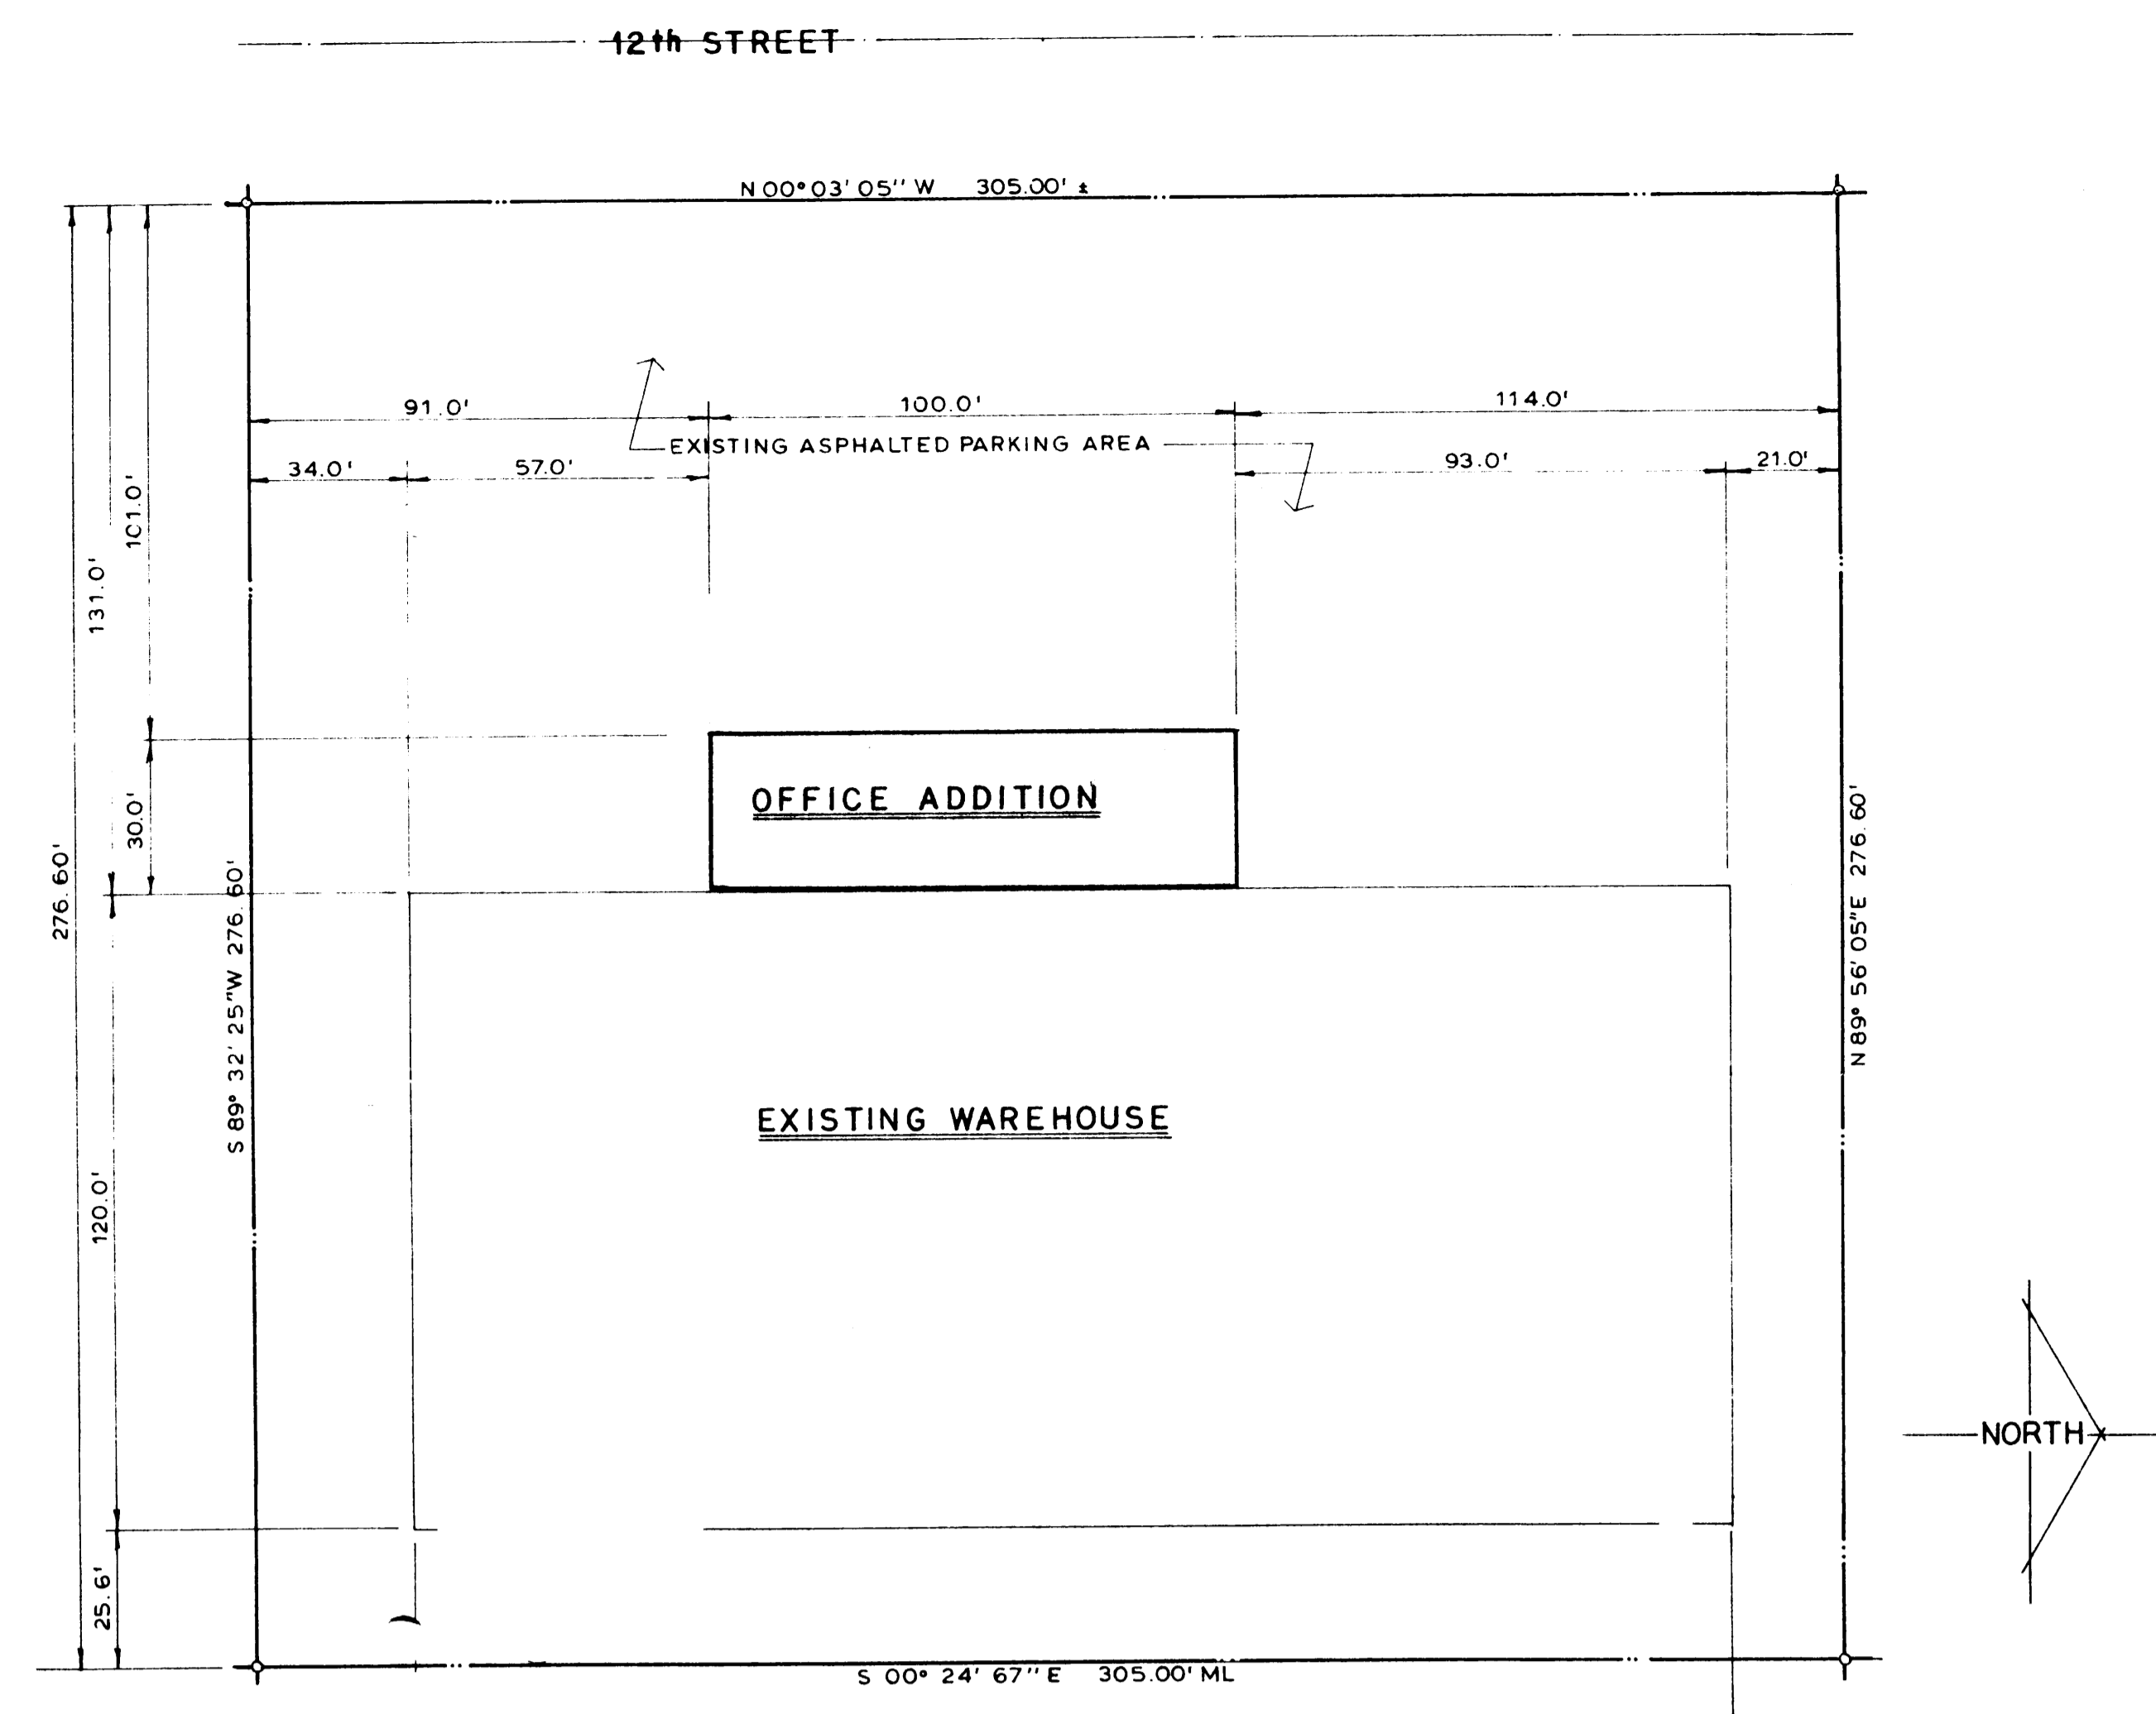 12th STREET
N 00° 03' 05" W 305.00' ±
91.0'
100.0'
114.0'
EXISTING ASPHALTED PARKING AREA
34.0'
57.0'
93.0'
21.0'
101.0'
131.0'
30.0'
276.60'
OFFICE ADDITION
S 89° 32' 25" W 276.60'
N 89° 56' 05" E 276.60'
EXISTING WAREHOUSE
120.0'
NORTH
25.6'
S 00° 24' 67" E 305.00' ML